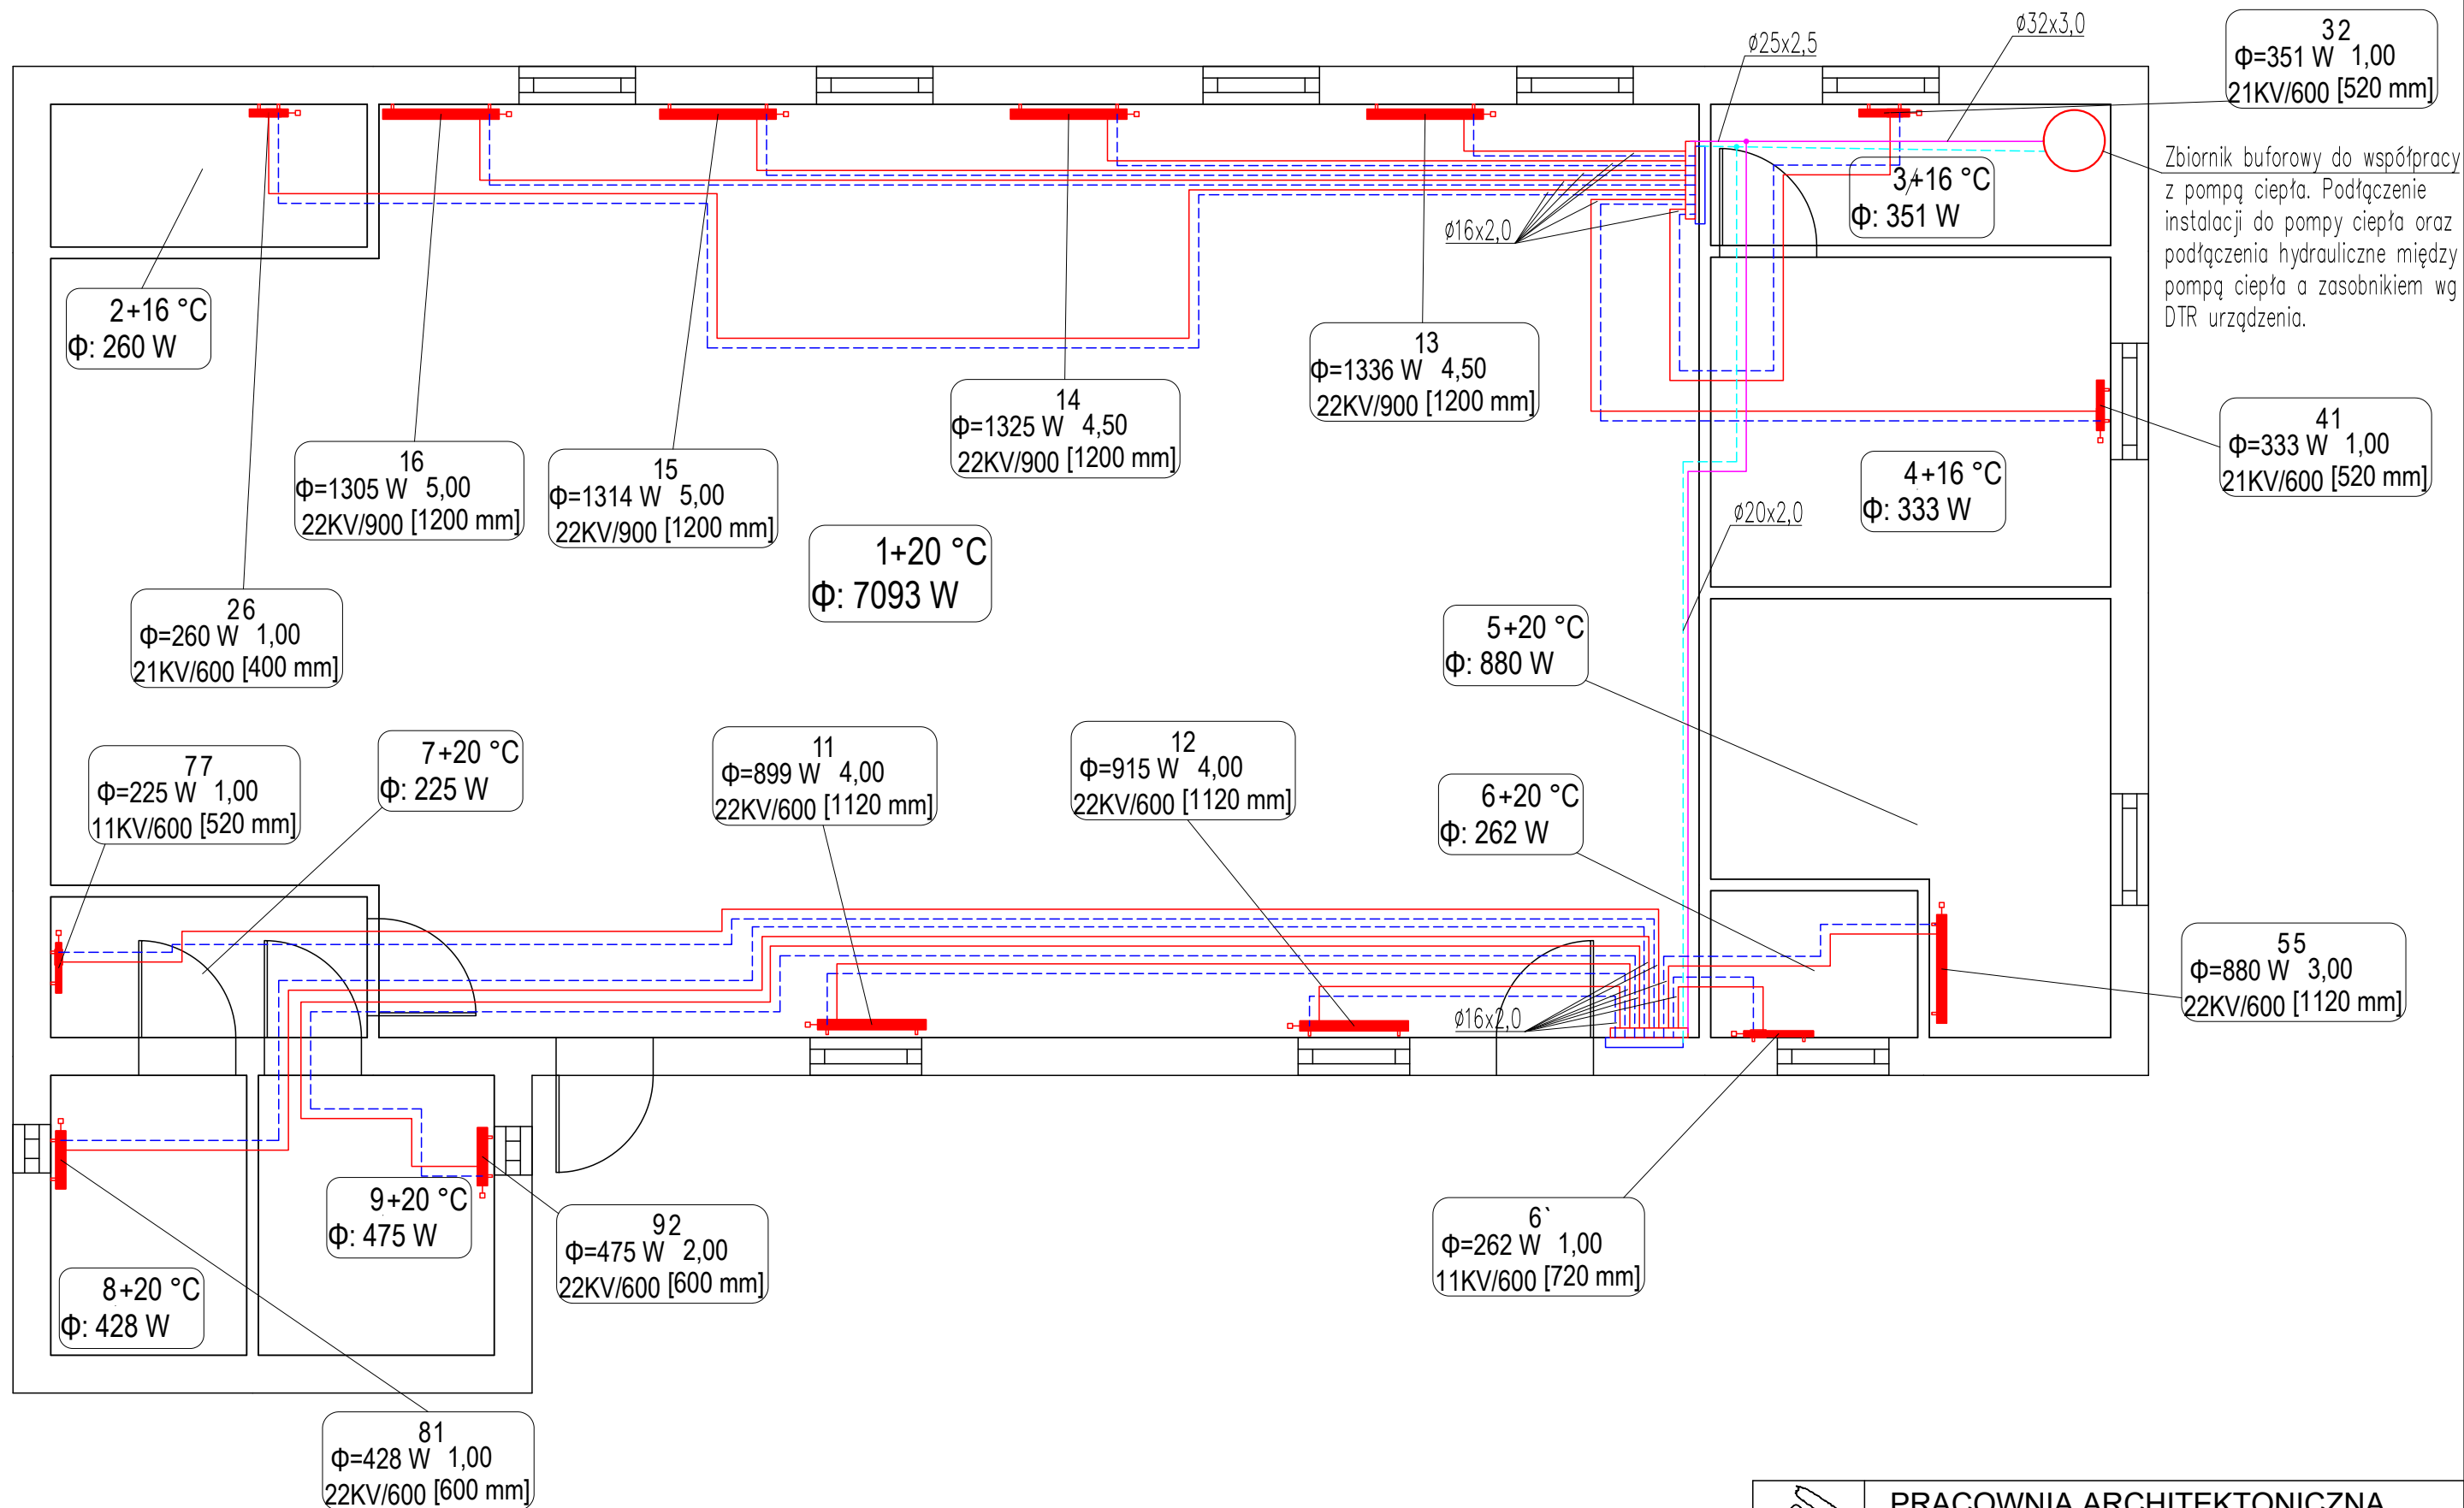 ø32x3,0
ø25x2,5
32
Φ=351 W 1,00
21KV/600 [520 mm]
Zbiornik buforowy do współpracy
z pompą ciepła. Podłączenie
instalacji do pompy ciepła oraz
podłączenia hydrauliczne między
pompą ciepła a zasobnikiem wg
DTR urządzenia.
3+16 °C
Φ: 351 W
ø16x2,0
2+16 °C
Φ: 260 W
13
Φ=1336 W 4,50
22KV/900 [1200 mm]
14
Φ=1325 W 4,50
22KV/900 [1200 mm]
41
Φ=333 W 1,00
21KV/600 [520 mm]
16
Φ=1305 W 5,00
22KV/900 [1200 mm]
15
Φ=1314 W 5,00
22KV/900 [1200 mm]
4+16 °C
Φ: 333 W
ø20x2,0
1+20 °C
Φ: 7093 W
26
Φ=260 W 1,00
21KV/600 [400 mm]
5+20 °C
Φ: 880 W
77
Φ=225 W 1,00
11KV/600 [520 mm]
7+20 °C
Φ: 225 W
11
Φ=899 W 4,00
22KV/600 [1120 mm]
12
Φ=915 W 4,00
22KV/600 [1120 mm]
6+20 °C
Φ: 262 W
55
Φ=880 W 3,00
22KV/600 [1120 mm]
ø16x2,0
9+20 °C
Φ: 475 W
92
Φ=475 W 2,00
22KV/600 [600 mm]
6`
Φ=262 W 1,00
11KV/600 [720 mm]
8+20 °C
Φ: 428 W
81
Φ=428 W 1,00
22KV/600 [600 mm]
PRACOWNIA ARCHITEKTONICZNA